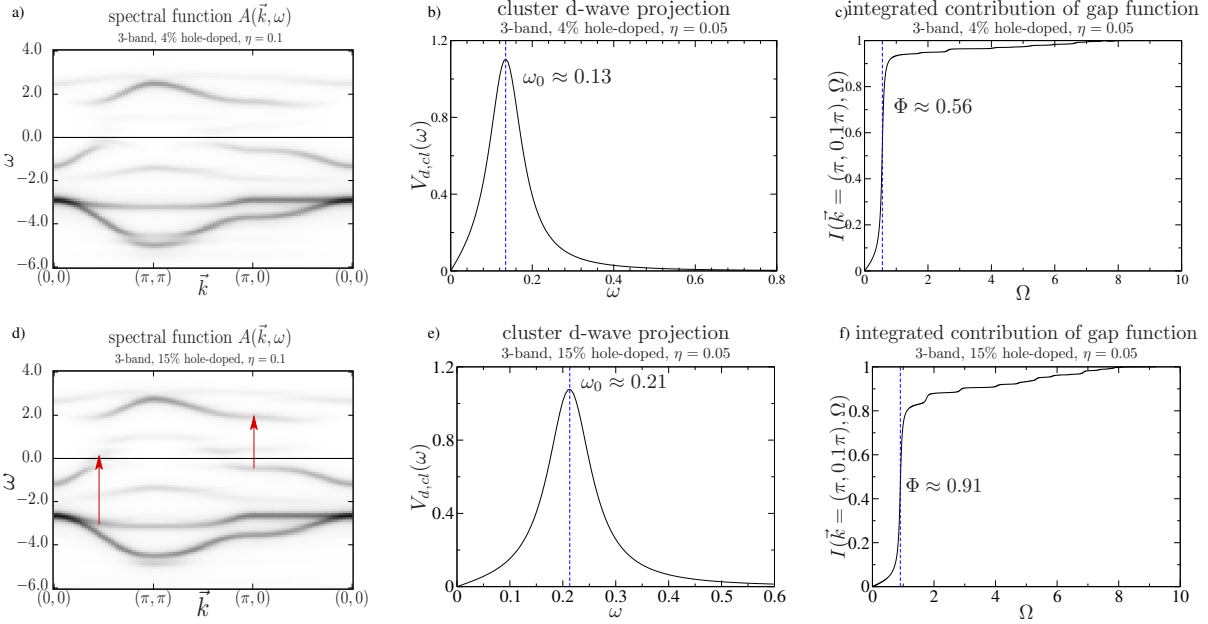 a)
spectral function A(k⃗, ω)
3-band, 4% hole-doped, η = 0.1
4.0
2.0
0.0
-2.0
-4.0
-6.0
ω
(0, 0)
(π, π)
(π, 0)
(0, 0)
k⃗
b)
cluster d-wave projection
3-band, 4% hole-doped, η = 0.05
1.2
0.9
0.6
0.3
0
V_{d,cl}(ω)
ω₀ ≈ 0.13
0
0.2
0.4
0.6
0.8
ω
c)
integrated contribution of gap function
3-band, 4% hole-doped, η = 0.05
1
0.8
0.6
0.4
0.2
0
I(k⃗ = (π, 0.1π), Ω)
Φ ≈ 0.56
0
2
4
6
8
10
Ω
d)
spectral function A(k⃗, ω)
3-band, 15% hole-doped, η = 0.1
4.0
2.0
0.0
-2.0
-4.0
-6.0
ω
(0, 0)
(π, π)
(π, 0)
(0, 0)
k⃗
e)
cluster d-wave projection
3-band, 15% hole-doped, η = 0.05
1.2
0.9
0.6
0.3
0
V_{d,cl}(ω)
ω₀ ≈ 0.21
0
0.1
0.2
0.3
0.4
0.5
0.6
ω
f)
integrated contribution of gap function
3-band, 15% hole-doped, η = 0.05
1
0.8
0.6
0.4
0.2
0
I(k⃗ = (π, 0.1π), Ω)
Φ ≈ 0.91
0
2
4
6
8
10
Ω